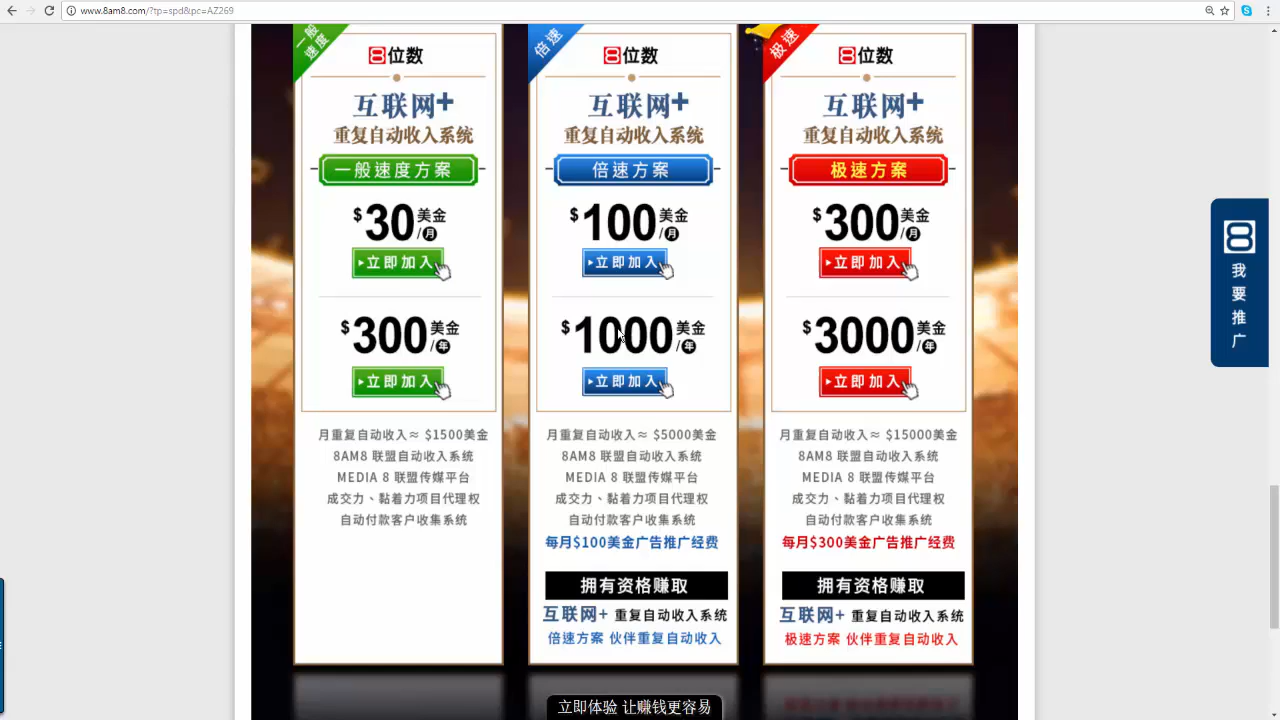 www.8am8.com/?tp=spd&pc=AZ269
一般
速度
8位数
互联网+
重复自动收入系统
一般速度方案
$30美金/月
▸立即加入
$300美金/年
▸立即加入
月重复自动收入≈ $1500美金
8AM8 联盟自动收入系统
MEDIA 8 联盟传媒平台
成交力、黏着力项目代理权
自动付款客户收集系统
倍速
8位数
互联网+
重复自动收入系统
倍速方案
$100美金/月
▸立即加入
$1000美金/年
▸立即加入
月重复自动收入≈ $5000美金
8AM8 联盟自动收入系统
MEDIA 8 联盟传媒平台
成交力、黏着力项目代理权
自动付款客户收集系统
每月$100美金广告推广经费
拥有资格赚取
互联网+ 重复自动收入系统
倍速方案 伙伴重复自动收入
极速
8位数
互联网+
重复自动收入系统
极速方案
$300美金/月
▸立即加入
$3000美金/年
▸立即加入
月重复自动收入≈ $15000美金
8AM8 联盟自动收入系统
MEDIA 8 联盟传媒平台
成交力、黏着力项目代理权
自动付款客户收集系统
每月$300美金广告推广经费
拥有资格赚取
互联网+ 重复自动收入系统
极速方案 伙伴重复自动收入
8
我
要
推
广
立即体验 让赚钱更容易